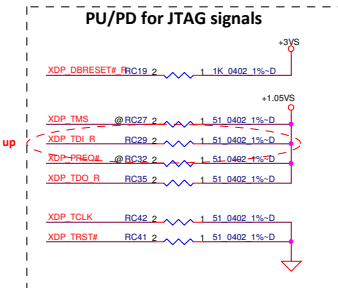 PU/PD for JTAG signals
+3VS
XDP_DBRESET#_R RC19 2 1 1K_0402_1%~D
+1.05VS
XDP_TMS @ RC27 2 1 51_0402_1%~D
up XDP_TDI_R RC29 2 1 51_0402_1%~D
XDP_PREQ# @ RC32 2 1 51_0402_1%~D
XDP_TDO_R RC35 2 1 51_0402_1%~D
XDP_TCLK RC42 2 1 51_0402_1%~D
XDP_TRST# RC41 2 1 51_0402_1%~D